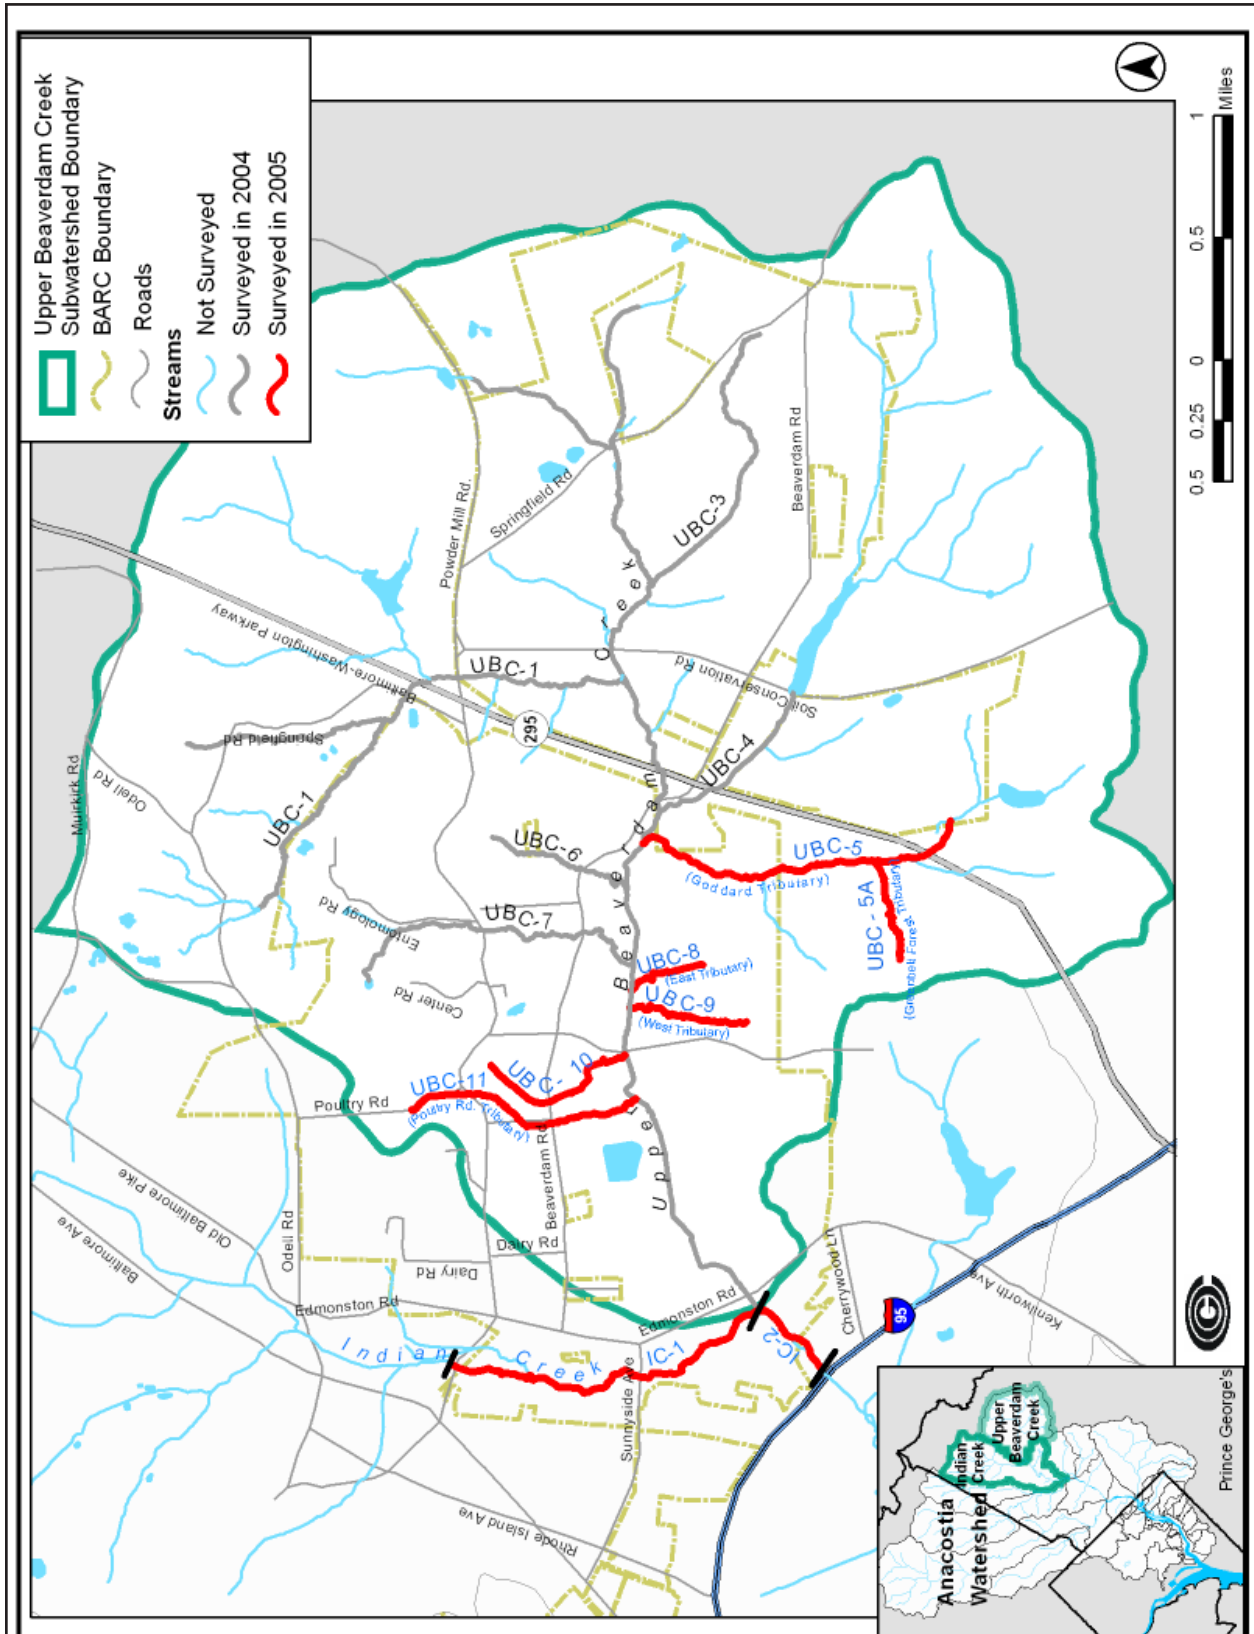 Upper Beaverdam Creek
Subwatershed Boundary
BARC Boundary
Roads
Streams
Not Surveyed
Surveyed in 2004
Surveyed in 2005
0.5
0.25
0
0.5
1
Miles
Muirkirk Rd
Odell Rd
Springfield Rd
Baltimore-Washington Parkway
Powder Mill Rd.
Springfield Rd
Beaverdam Rd
Soil Conservation Rd
295
UBC-1
UBC-1
UBC-3
UBC-4
UBC-5
(Goddard Tributary)
UBC - 5A
(Greenbelt Forest Tributary)
UBC-6
UBC-7
UBC-8
(East Tributary)
UBC-9
(West Tributary)
UBC - 10
UBC-11
(Poultry Rd. Tributary)
Upper Beaverdam Creek
Entomology Rd
Center Rd
Poultry Rd
Beaverdam Rd
Odell Rd
Old Baltimore Pike
Baltimore Ave
Edmonston Rd
Dairy Rd
Dairy Rd
Edmonston Rd
Indian Creek
IC-1
IC-2
Sunnyside Ave
Rhode Island Ave
Cherrywood Ln
Kenilworth Ave
95
Anacostia
Watershed
Indian
Creek
Upper
Beaverdam
Creek
Prince George's